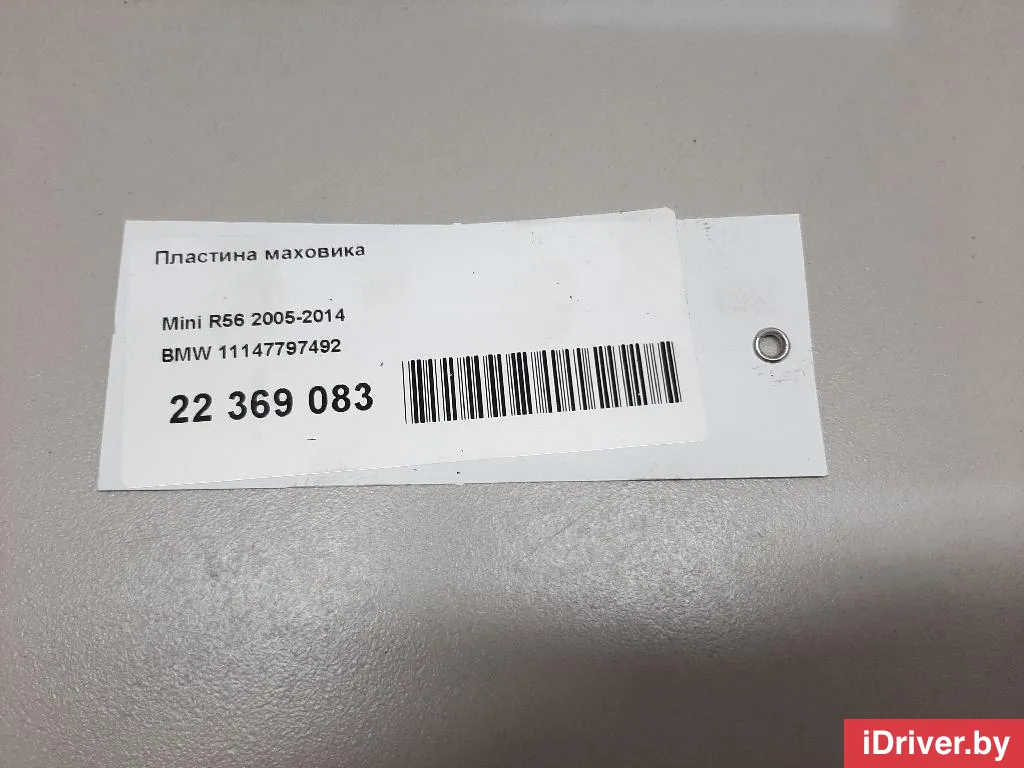 Пластина маховика
Mini R56 2005-2014
BMW 11147797492
22 369 083
iDriver.by